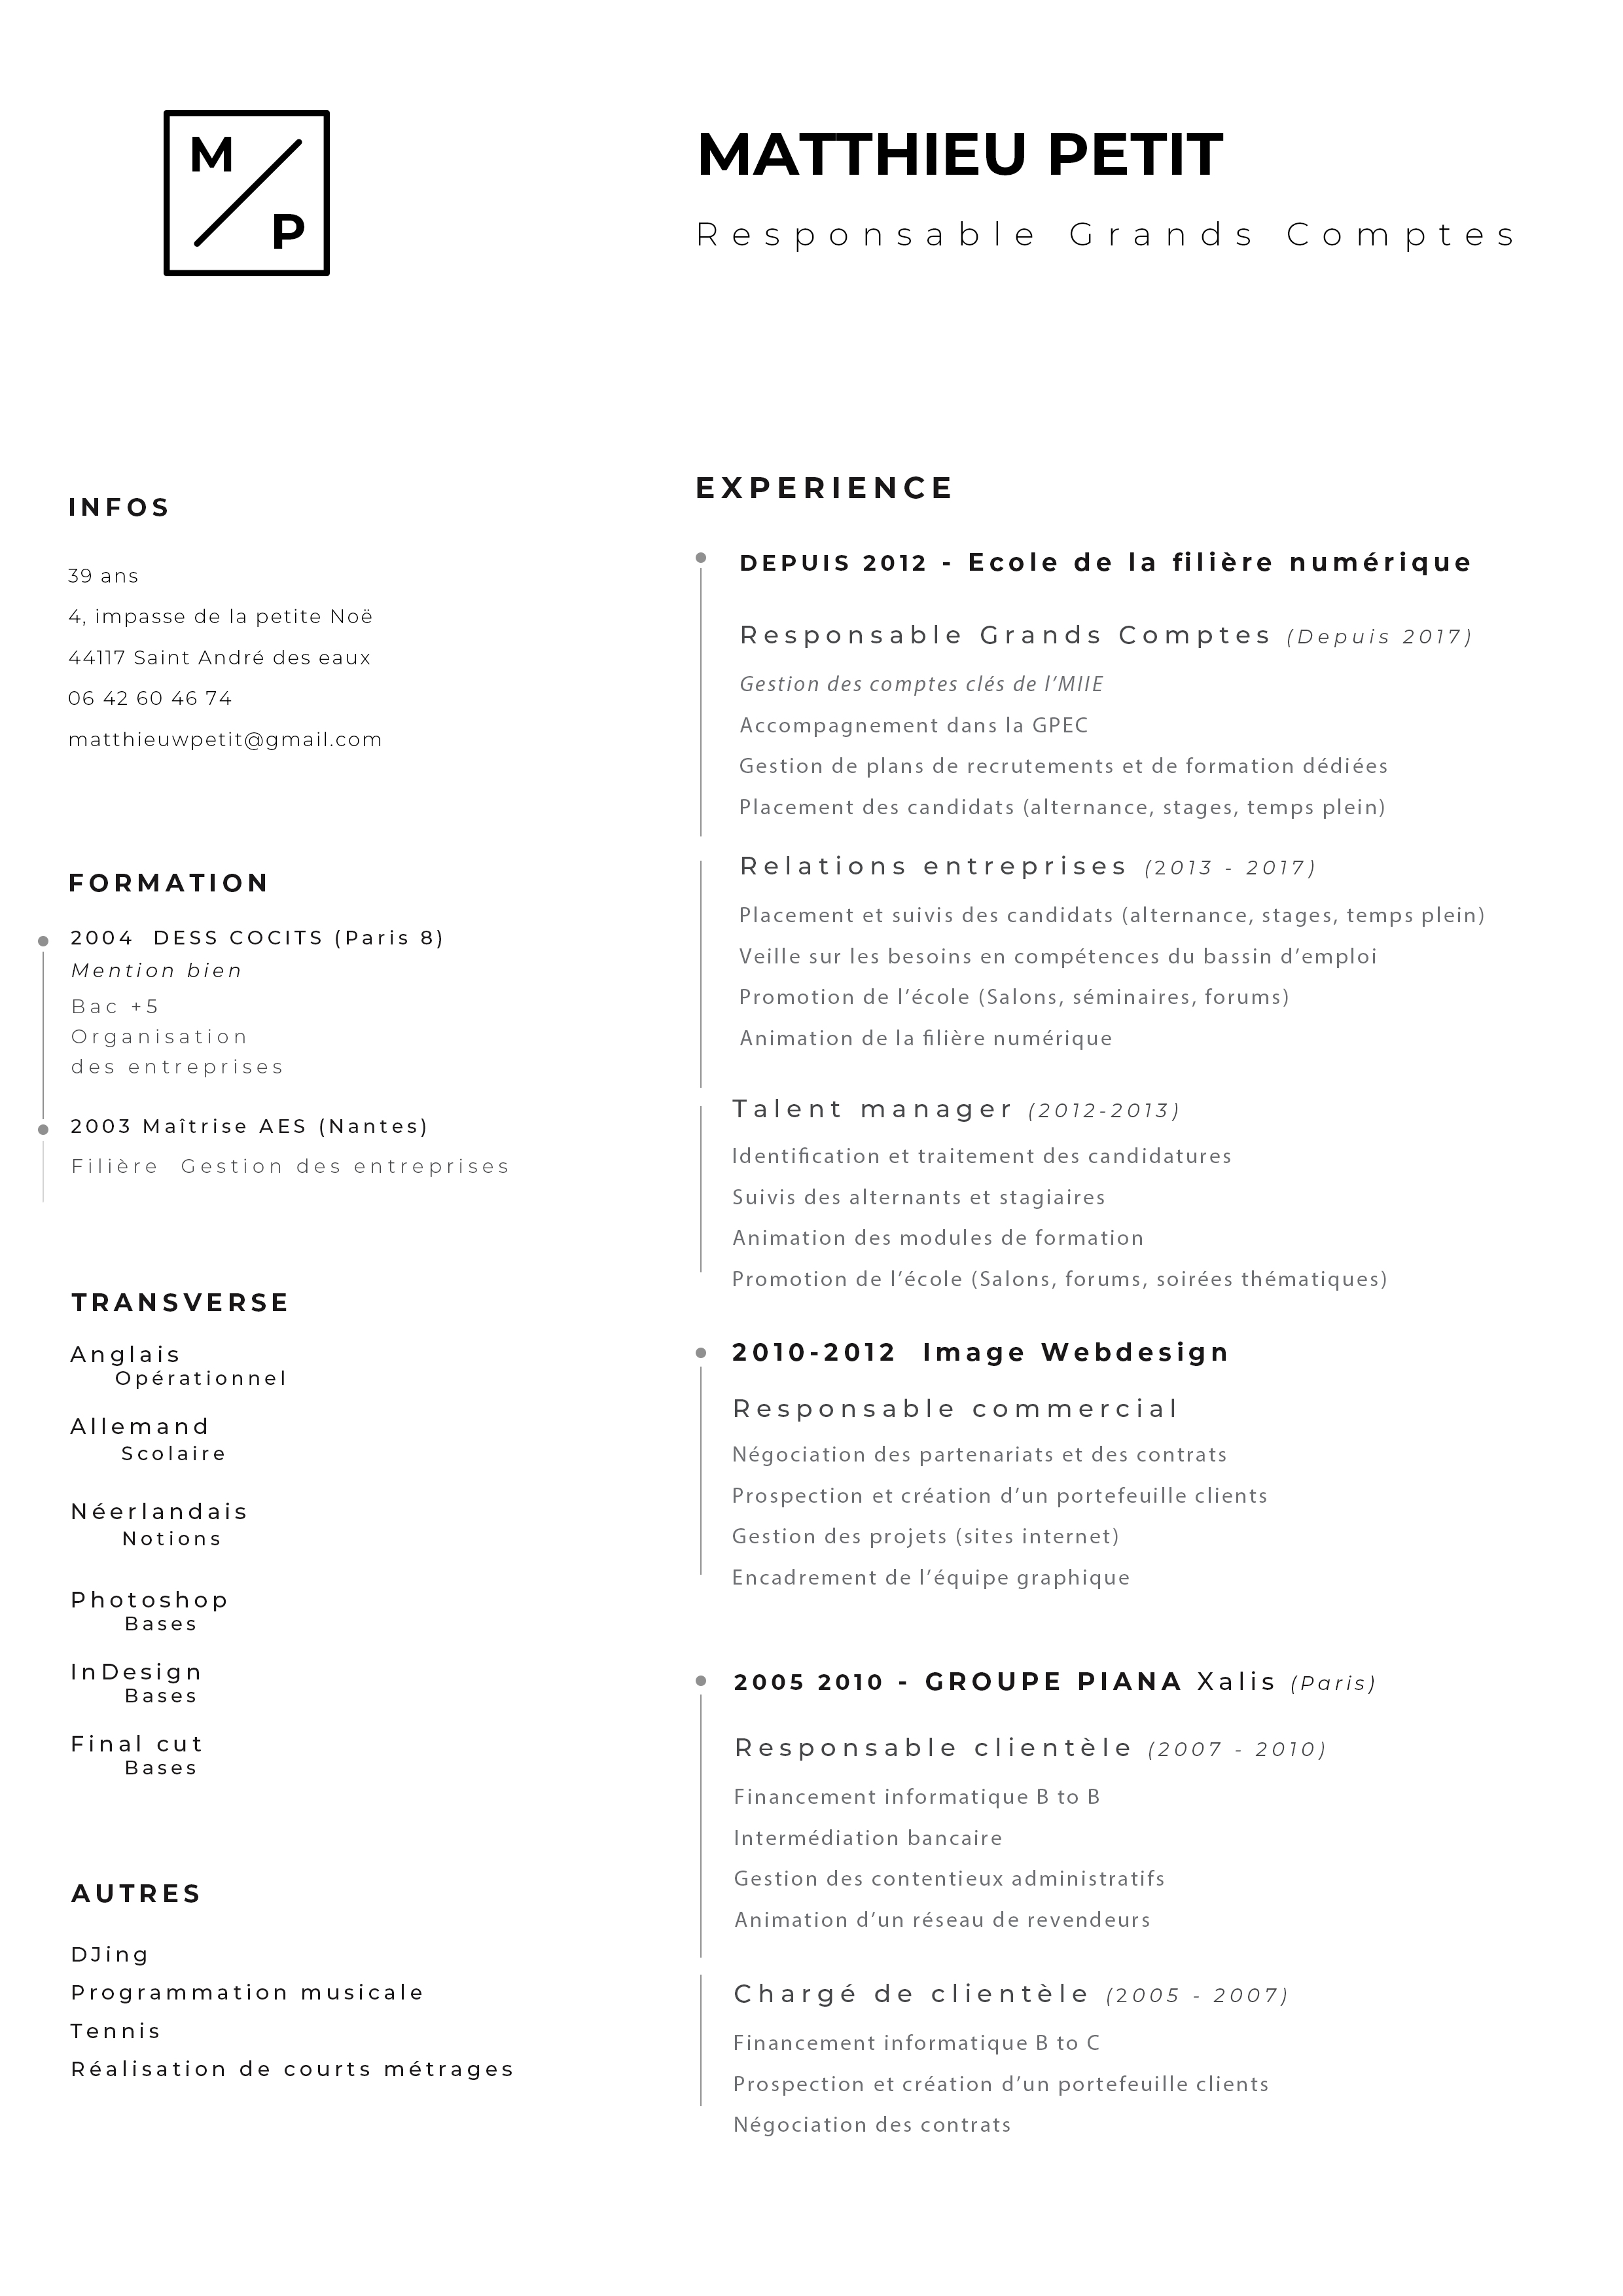 M
P
MATTHIEU PETIT
Responsable Grands Comptes
INFOS
39 ans
4, impasse de la petite Noë
44117 Saint André des eaux
06 42 60 46 74
matthieuwpetit@gmail.com
FORMATION
2004 DESS COCITS (Paris 8)
Mention bien
Bac +5
Organisation
des entreprises
2003 Maîtrise AES (Nantes)
Filière Gestion des entreprises
TRANSVERSE
Anglais
Opérationnel
Allemand
Scolaire
Néerlandais
Notions
Photoshop
Bases
InDesign
Bases
Final cut
Bases
AUTRES
DJing
Programmation musicale
Tennis
Réalisation de courts métrages
EXPERIENCE
DEPUIS 2012 - Ecole de la filière numérique
Responsable Grands Comptes (Depuis 2017)
Gestion des comptes clés de l’MIIE
Accompagnement dans la GPEC
Gestion de plans de recrutements et de formation dédiées
Placement des candidats (alternance, stages, temps plein)
Relations entreprises (2013 - 2017)
Placement et suivis des candidats (alternance, stages, temps plein)
Veille sur les besoins en compétences du bassin d’emploi
Promotion de l’école (Salons, séminaires, forums)
Animation de la filière numérique
Talent manager (2012-2013)
Identification et traitement des candidatures
Suivis des alternants et stagiaires
Animation des modules de formation
Promotion de l’école (Salons, forums, soirées thématiques)
2010-2012 Image Webdesign
Responsable commercial
Négociation des partenariats et des contrats
Prospection et création d’un portefeuille clients
Gestion des projets (sites internet)
Encadrement de l’équipe graphique
2005 2010 - GROUPE PIANA Xalis (Paris)
Responsable clientèle (2007 - 2010)
Financement informatique B to B
Intermédiation bancaire
Gestion des contentieux administratifs
Animation d’un réseau de revendeurs
Chargé de clientèle (2005 - 2007)
Financement informatique B to C
Prospection et création d’un portefeuille clients
Négociation des contrats